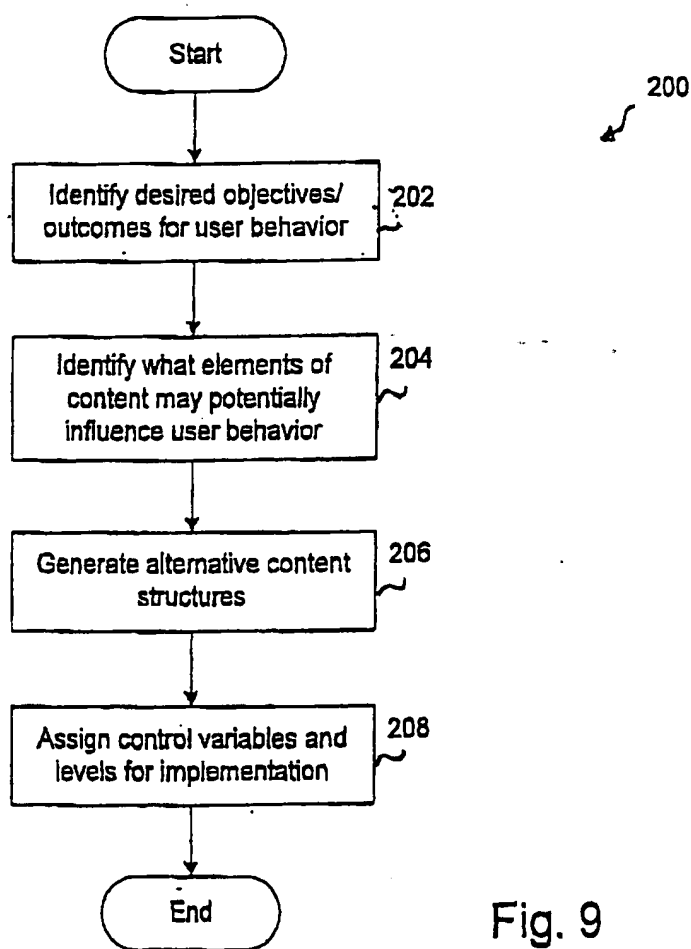 Start
200
Identify desired objectives/
outcomes for user behavior
202
Identify what elements of
content may potentially
influence user behavior
204
Generate alternative content
structures
206
Assign control variables and
levels for implementation
208
End
Fig. 9